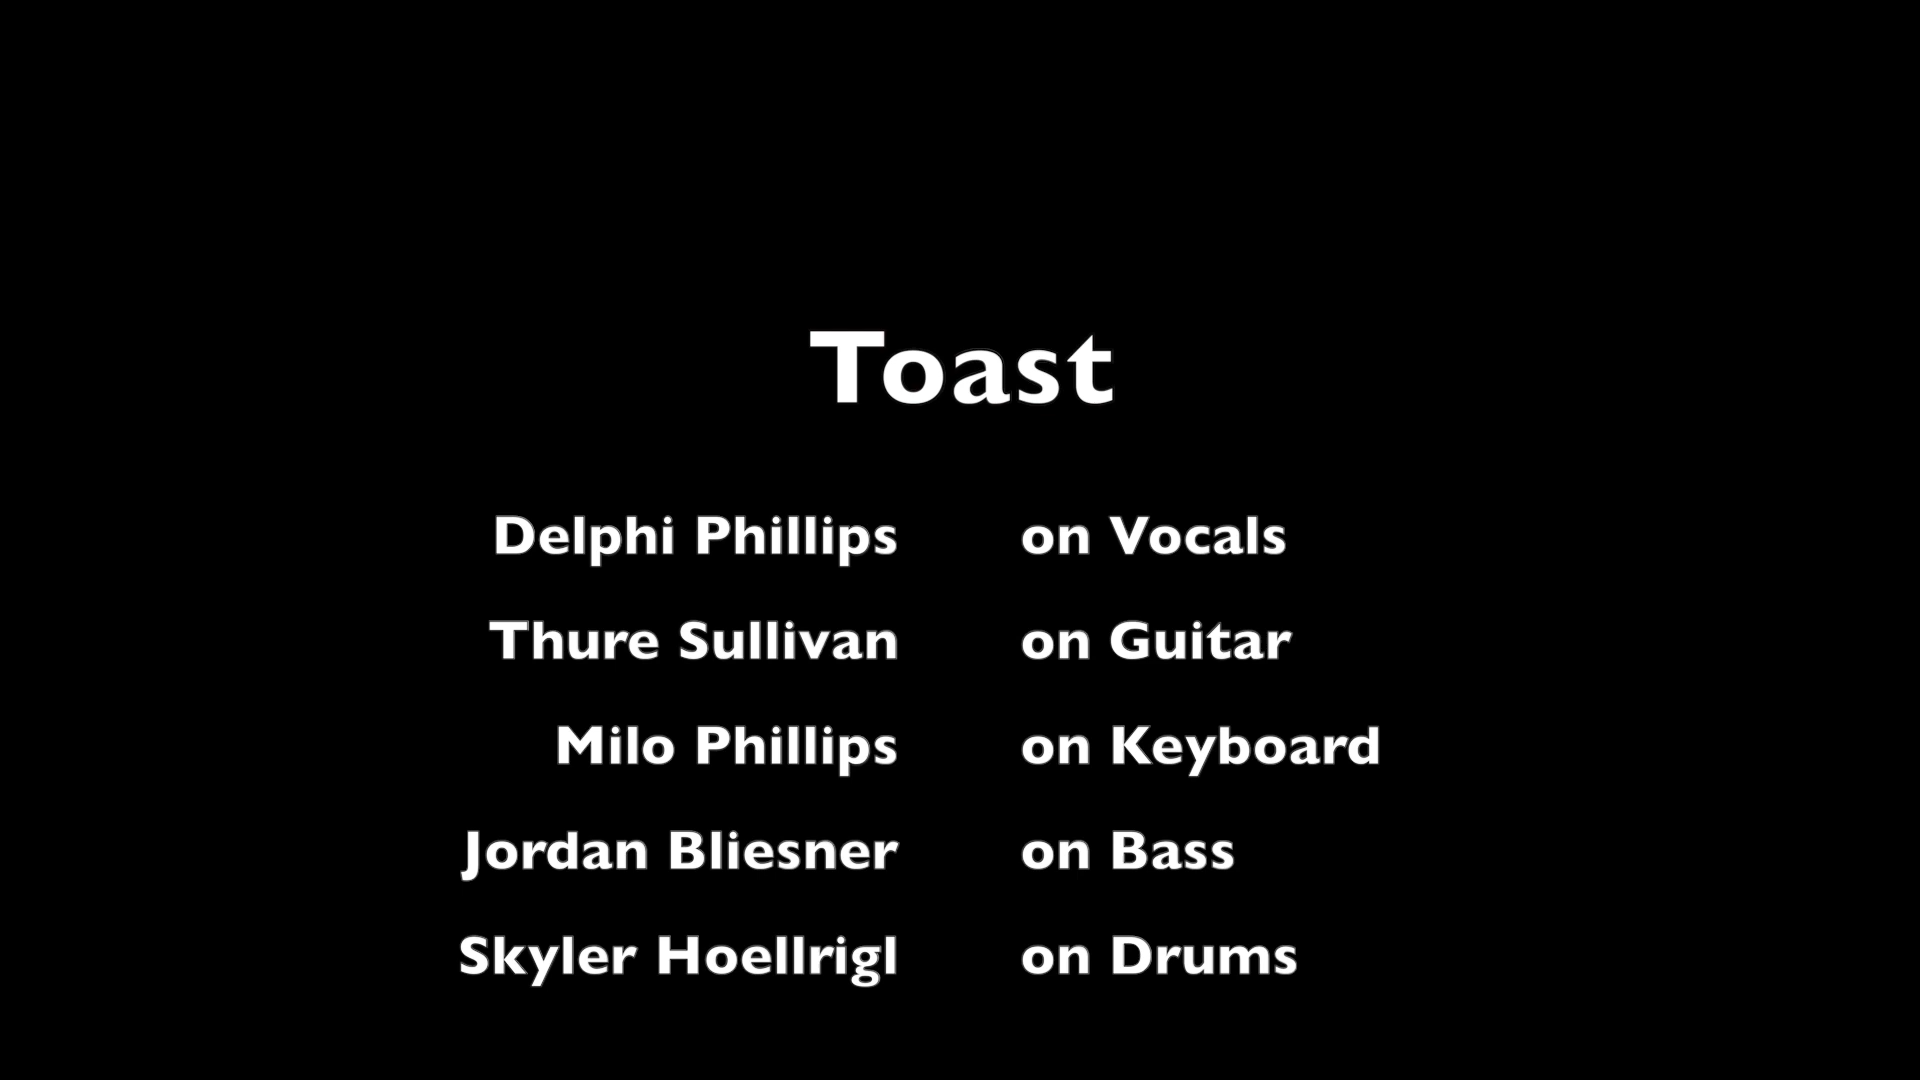 Toast
Delphi Phillips on Vocals
Thure Sullivan on Guitar
Milo Phillips on Keyboard
Jordan Bliesner on Bass
Skyler Hoellrigl on Drums